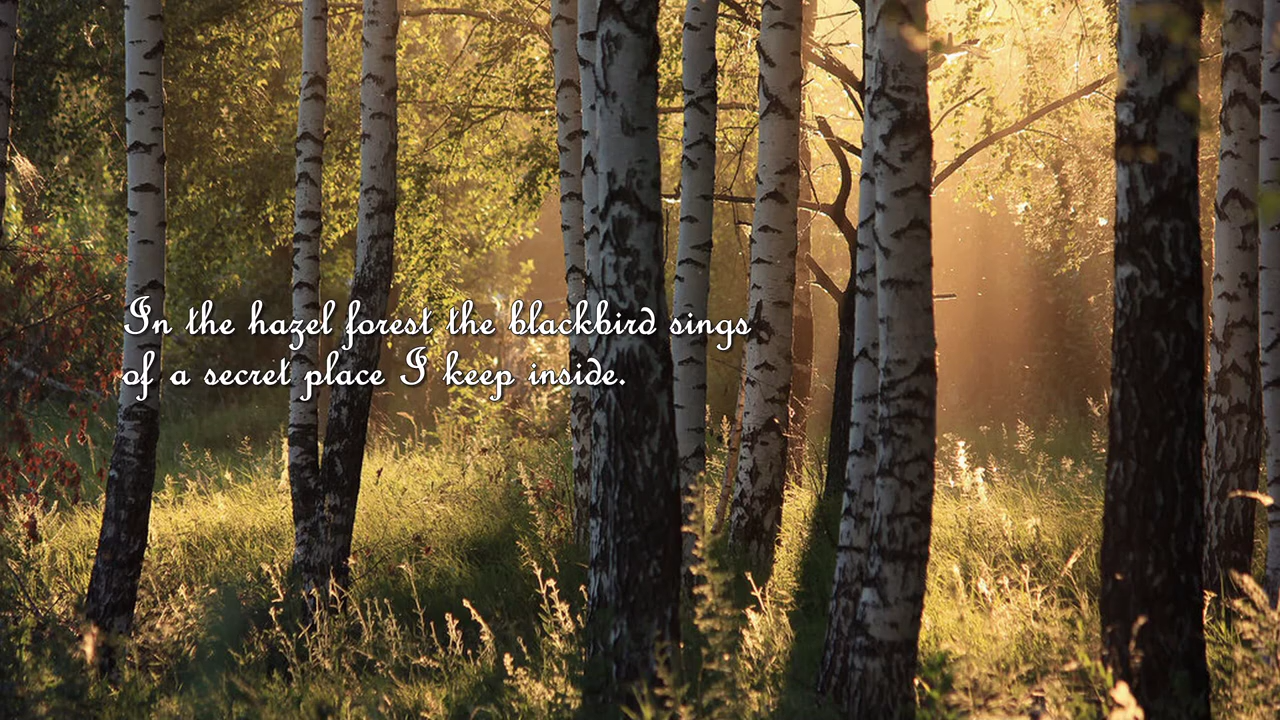 In the hazel forest the blackbird sings
of a secret place I keep inside.